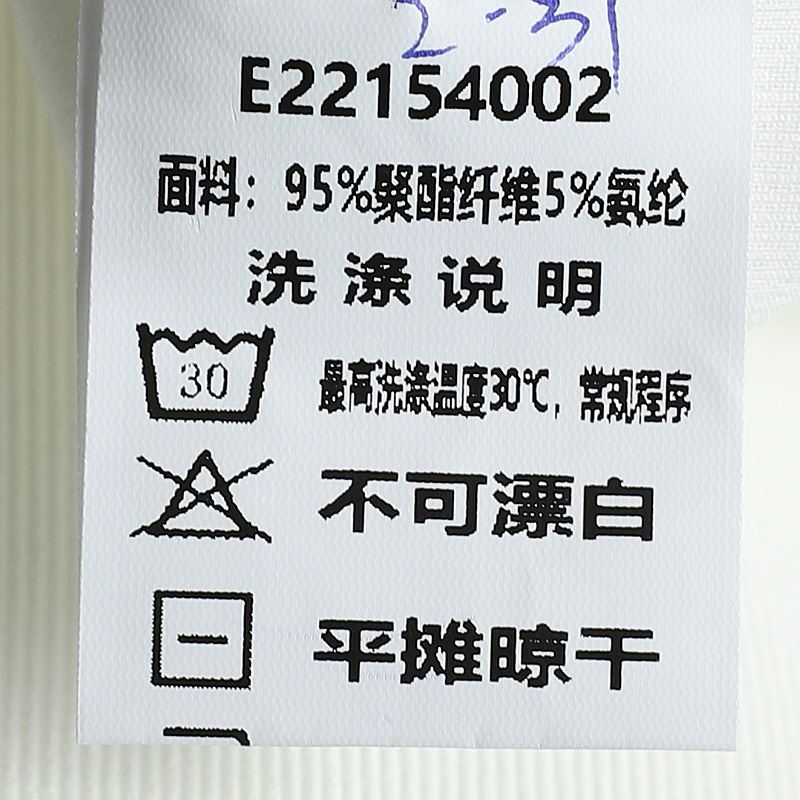 E22154002
面料：95%聚酯纤维5%氨纶
洗涤说明
30 最高洗涤温度30℃，常规程序
不可漂白
平摊晾干